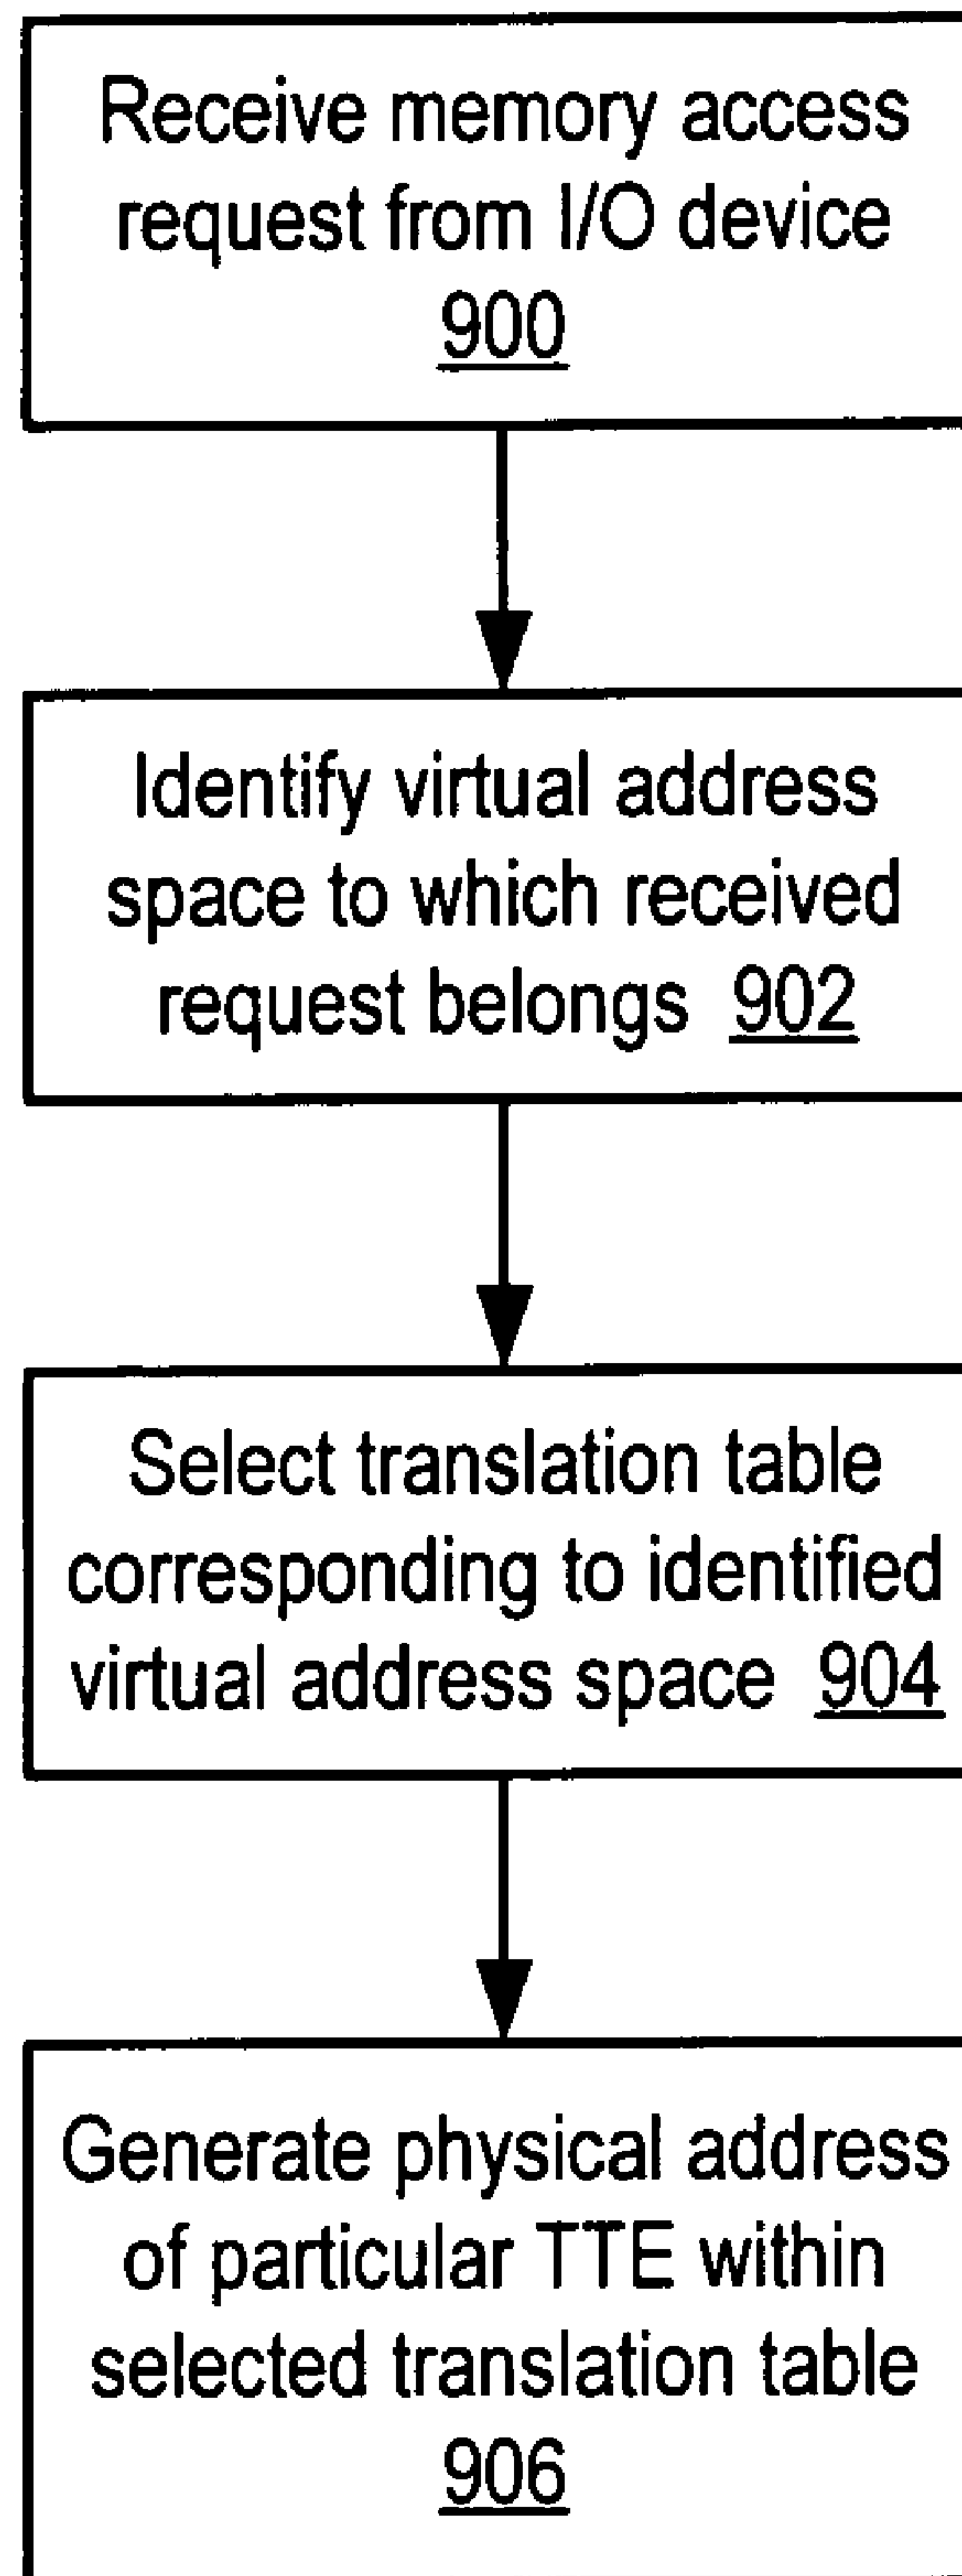 Receive memory access
request from I/O device
900
Identify virtual address
space to which received
request belongs 902
Select translation table
corresponding to identified
virtual address space 904
Generate physical address
of particular TTE within
selected translation table
906